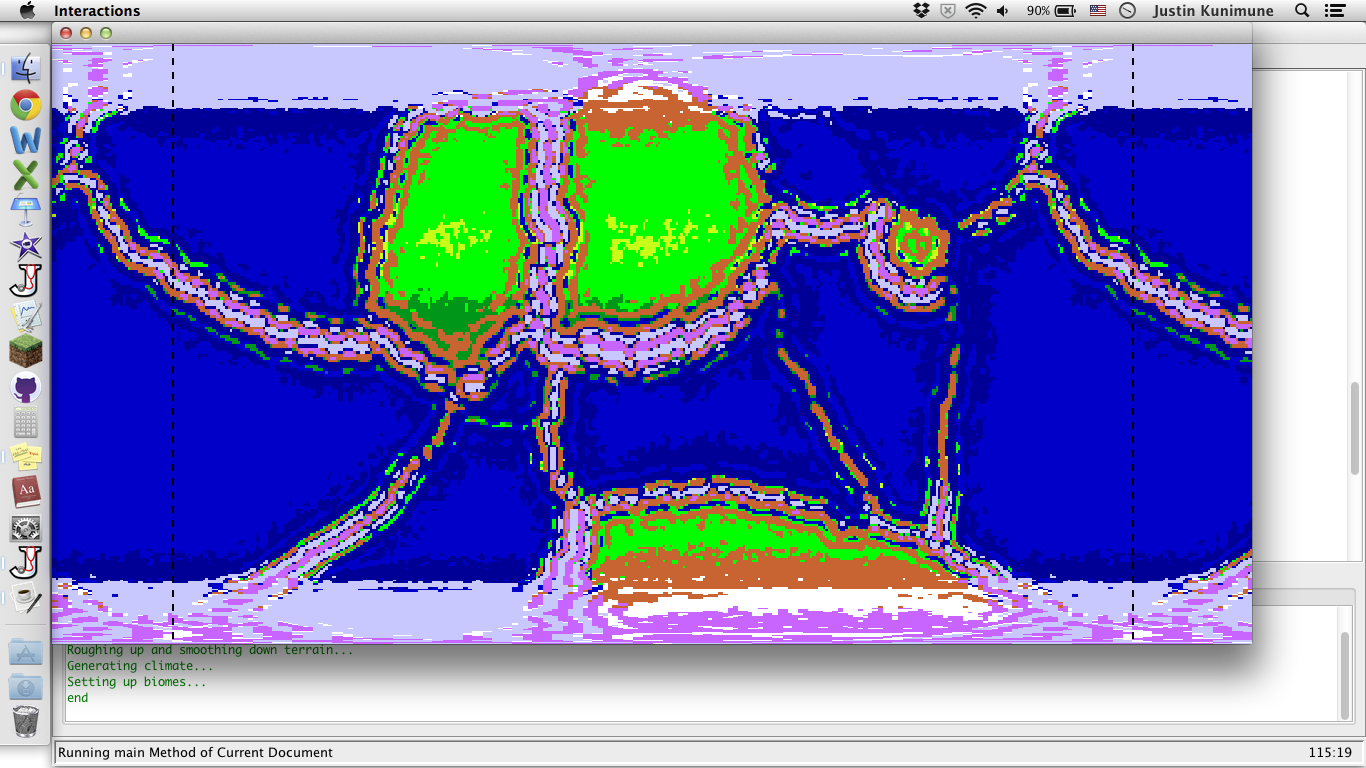 Interactions
90%
Justin Kunimune
W
X
Aa
Roughing up and smoothing down terrain...
Generating climate...
Setting up biomes...
end
Running main Method of Current Document
115:19